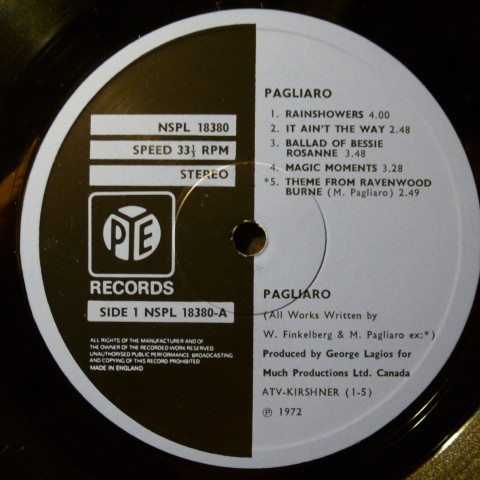 NSPL 18380
SPEED 33⅓ RPM
STEREO
PYE
RECORDS
SIDE 1 NSPL 18380-A
ALL RIGHTS OF THE MANUFACTURER AND OF
THE OWNER OF THE RECORDED WORK RESERVED
UNAUTHORISED PUBLIC PERFORMANCE BROADCASTING
AND COPYING OF THIS RECORD PROHIBITED
MADE IN ENGLAND
PAGLIARO
1. RAINSHOWERS 4.00
2. IT AIN'T THE WAY 2.48
3. BALLAD OF BESSIE
ROSANNE 3.48
4. MAGIC MOMENTS 3.28
*5. THEME FROM RAVENWOOD
BURNE (M. Pagliaro) 2.49
PAGLIARO
(All Works Written by
W. Finkelberg & M. Pagliaro ex:*)
Produced by George Lagios for
Much Productions Ltd. Canada
ATV-KIRSHNER (1-5)
℗ 1972